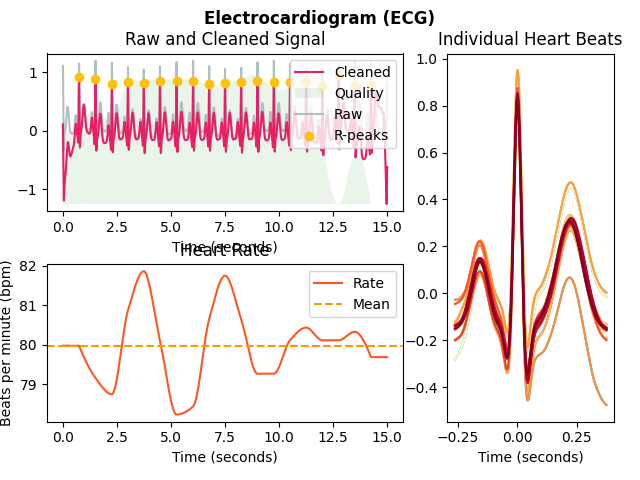 Electrocardiogram (ECG)
Raw and Cleaned Signal
1
0
−1
Cleaned
Quality
Raw
R-peaks
0.0 2.5 5.0 7.5 10.0 12.5 15.0
Time (seconds)
Heart Rate
82
81
80
79
Beats per minute (bpm)
Rate
Mean
0.0 2.5 5.0 7.5 10.0 12.5 15.0
Time (seconds)
Individual Heart Beats
1.0
0.8
0.6
0.4
0.2
0.0
−0.2
−0.4
−0.25 0.00 0.25
Time (seconds)